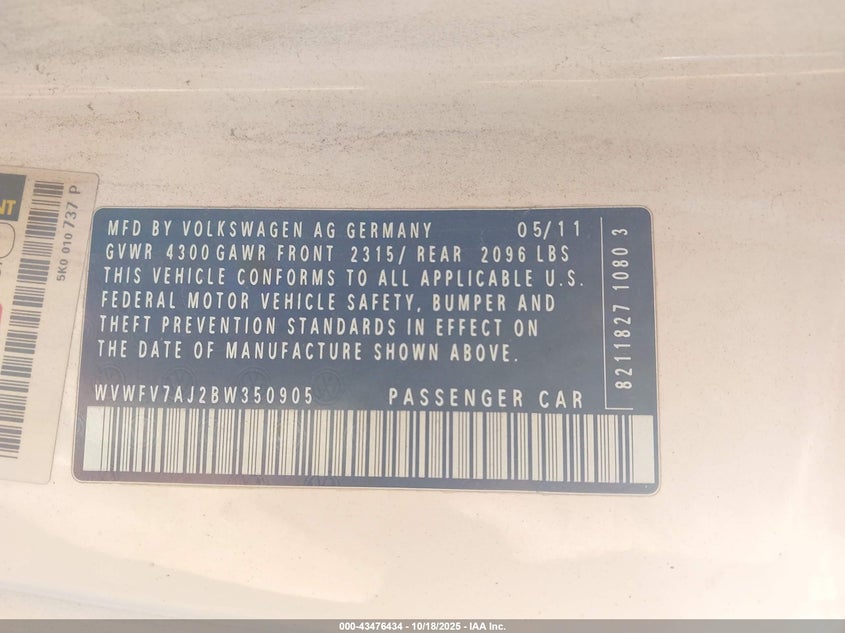 MFD BY VOLKSWAGEN AG GERMANY 05/11
GVWR 4300 GAWR FRONT 2315/ REAR 2096 LBS
THIS VEHICLE CONFORMS TO ALL APPLICABLE U.S.
FEDERAL MOTOR VEHICLE SAFETY, BUMPER AND
THEFT PREVENTION STANDARDS IN EFFECT ON
THE DATE OF MANUFACTURE SHOWN ABOVE.
WVWFV7AJ2BW350905 PASSENGER CAR
8211827 1080 3
5K0 010 737 P
000-43476434 - 10/18/2025 - IAA Inc.